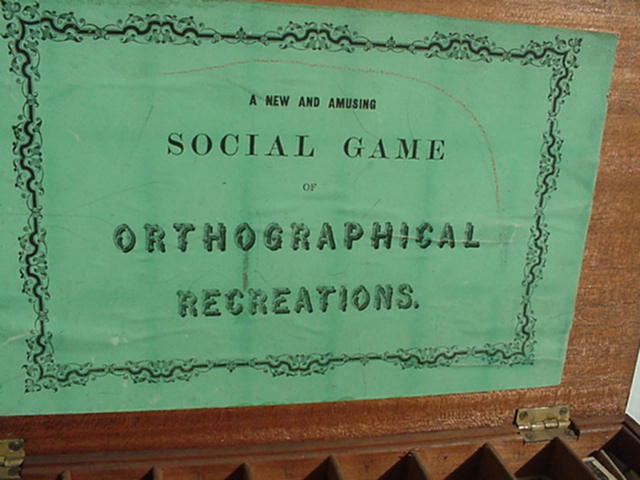 A NEW AND AMUSING
SOCIAL GAME
OF
ORTHOGRAPHICAL
RECREATIONS.